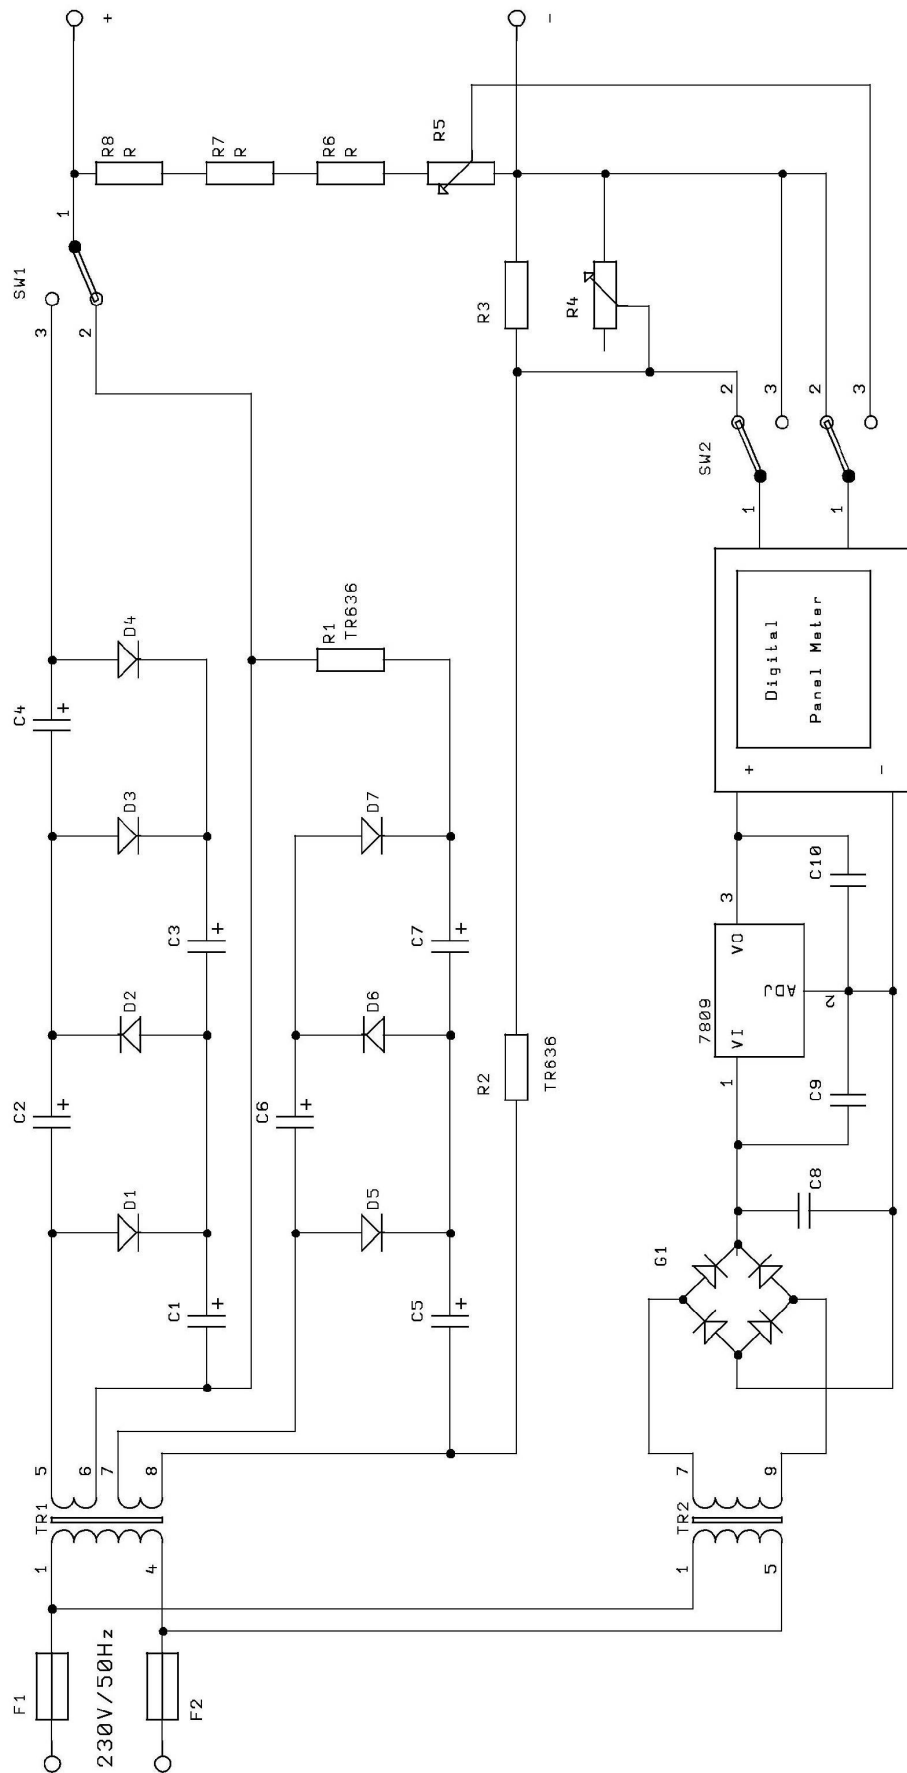 F1
230V/50Hz
F2
TR1
1
4
5
6
7
8
C1
+
D1
C2
+
D2
C3
+
D3
C4
+
D4
SW1
3
2
1
+
C5
+
D5
C6
+
D6
C7
+
D7
R1
TR636
R2
TR636
R3
R4
R5
R6
R
R7
R
R8
R
-
TR2
1
5
7
9
G1
C8
C9
7809
VI
VO
ADJ
1
2
3
C10
+
-
Digital
Panel Meter
SW2
1
2
3
1
2
3